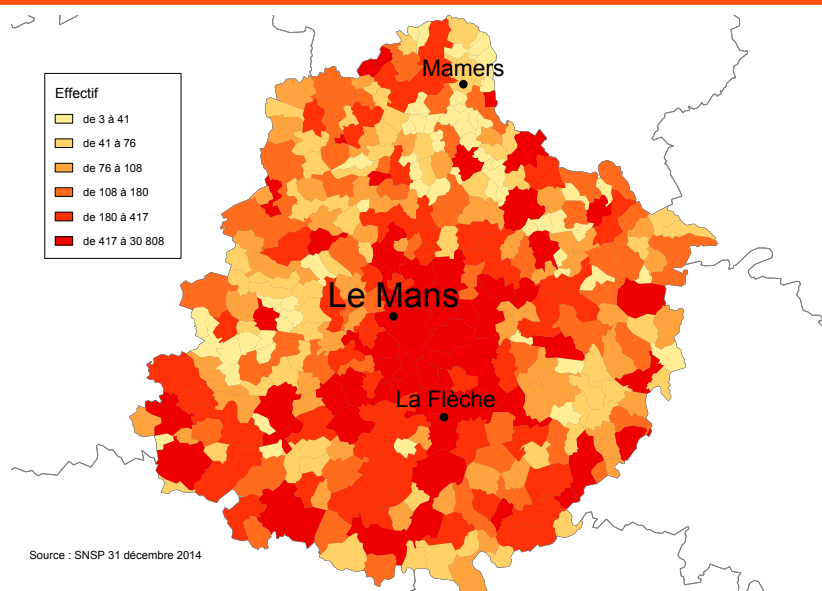 Mamers
Effectif
de 3 à 41
de 41 à 76
de 76 à 108
de 108 à 180
de 180 à 417
de 417 à 30 808
Le Mans
La Flèche
Source : SNSP 31 décembre 2014